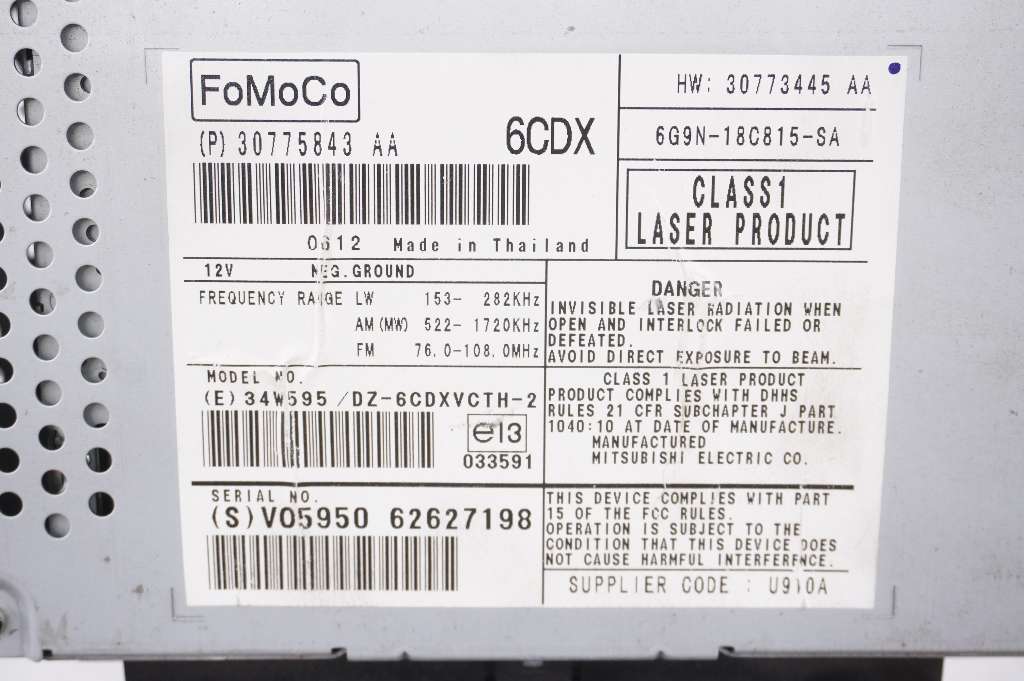 FoMoCo
(P) 30775843 AA
6CDX
0612 Made in Thailand
HW: 30773445 AA
6G9N-18C815-SA
CLASS1
LASER PRODUCT
12V NEG.GROUND
FREQUENCY RANGE LW 153- 282KHz
AM(MW) 522- 1720KHz
FM 76.0-108.0MHz
DANGER
INVISIBLE LASER RADIATION WHEN
OPEN AND INTERLOCK FAILED OR
DEFEATED.
AVOID DIRECT EXPOSURE TO BEAM.
MODEL NO.
(E) 34W595 /DZ-6CDXVCTH-2
e13
033591
CLASS 1 LASER PRODUCT
PRODUCT COMPLIES WITH DHHS
RULES 21 CFR SUBCHAPTER J PART
1040:10 AT DATE OF MANUFACTURE.
MANUFACTURED
MITSUBISHI ELECTRIC CO.
SERIAL NO.
(S)V05950 62627198
THIS DEVICE COMPLIES WITH PART
15 OF THE FCC RULES.
OPERATION IS SUBJECT TO THE
CONDITION THAT THIS DEVICE DOES
NOT CAUSE HARMFUL INTERFERENCE.
SUPPLIER CODE : U910A